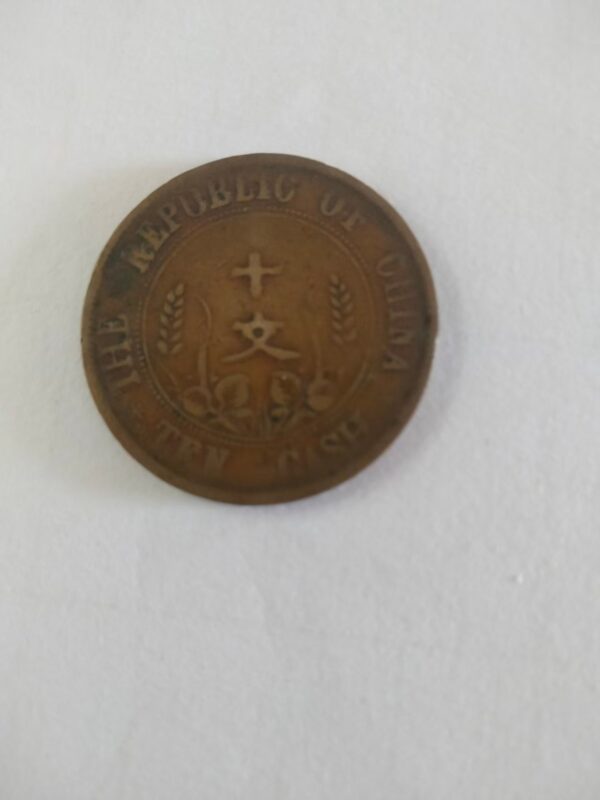 THE REPUBLIC OF CHINA
十
文
TEN CASH